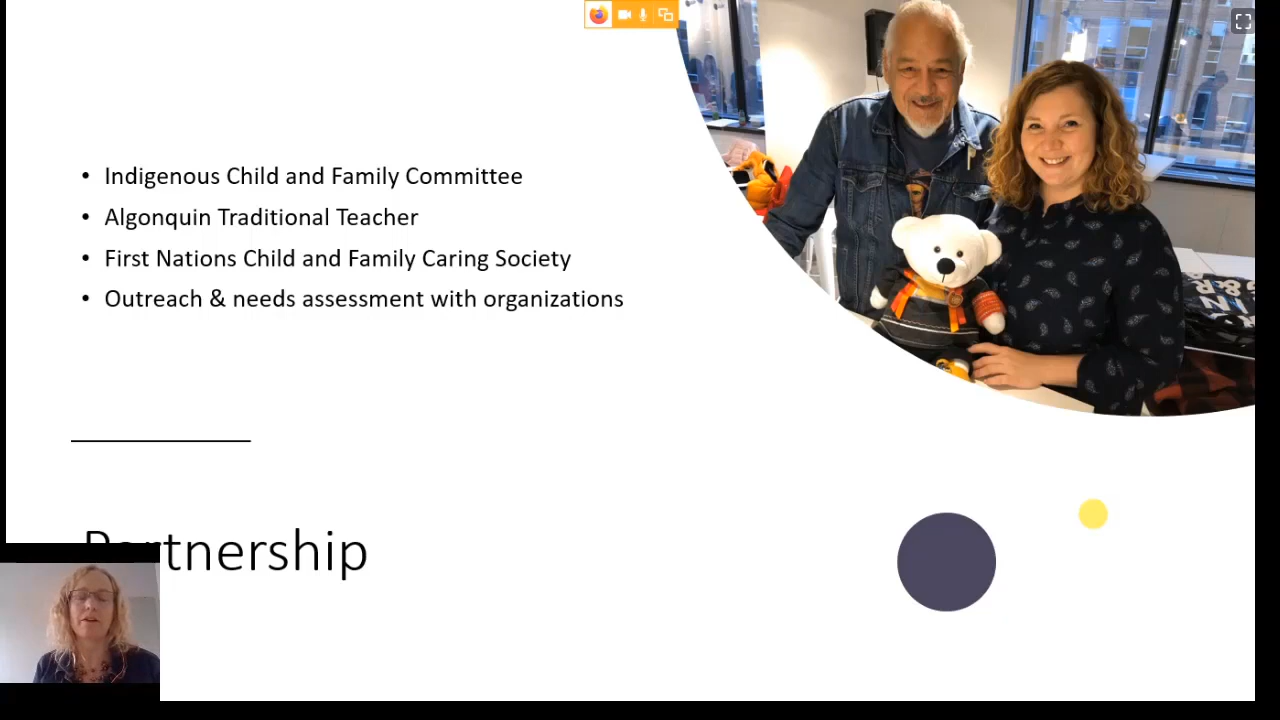 • Indigenous Child and Family Committee
• Algonquin Traditional Teacher
• First Nations Child and Family Caring Society
• Outreach & needs assessment with organizations
Partnership